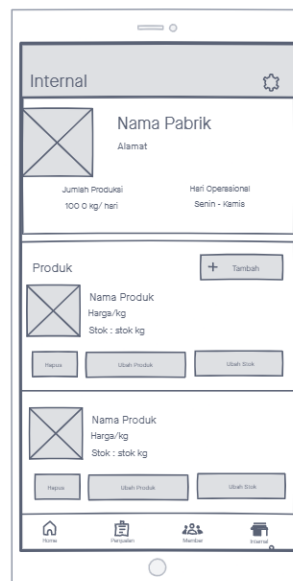 Internal
Nama Pabrik
Alamat
Jumlah Produksi
Hari Operasional
100 0 kg/ hari
Senin - Kamis
Produk
+ Tambah
Nama Produk
Harga/kg
Stok : stok kg
Hapus
Ubah Produk
Ubah Stok
Nama Produk
Harga/kg
Stok : stok kg
Hapus
Ubah Produk
Ubah Stok
Home
Penjualan
Member
Internal